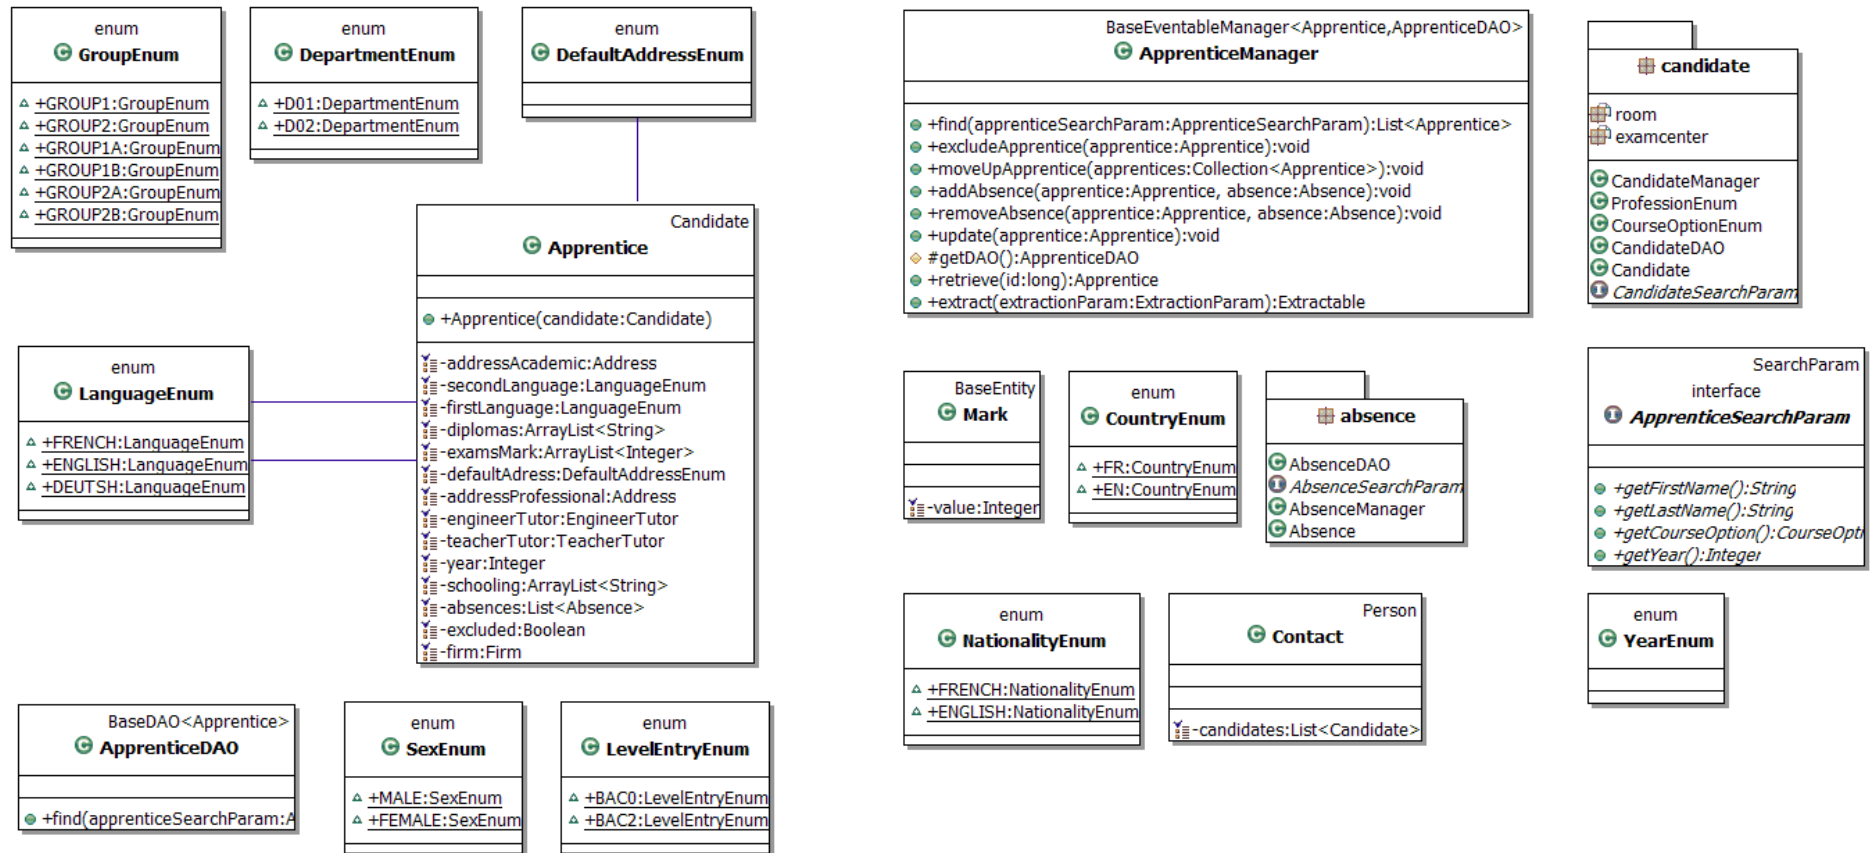 enum
GroupEnum
+GROUP1:GroupEnum
+GROUP2:GroupEnum
+GROUP1A:GroupEnum
+GROUP1B:GroupEnum
+GROUP2A:GroupEnum
+GROUP2B:GroupEnum
enum
DepartmentEnum
+D01:DepartmentEnum
+D02:DepartmentEnum
enum
DefaultAddressEnum
Candidate
Apprentice
+Apprentice(candidate:Candidate)
-addressAcademic:Address
-secondLanguage:LanguageEnum
-firstLanguage:LanguageEnum
-diplomas:ArrayList<String>
-examsMark:ArrayList<Integer>
-defaultAdress:DefaultAddressEnum
-addressProfessional:Address
-engineerTutor:EngineerTutor
-teacherTutor:TeacherTutor
-year:Integer
-schooling:ArrayList<String>
-absences:List<Absence>
-excluded:Boolean
-firm:Firm
enum
LanguageEnum
+FRENCH:LanguageEnum
+ENGLISH:LanguageEnum
+DEUTSH:LanguageEnum
BaseDAO<Apprentice>
ApprenticeDAO
+find(apprenticeSearchParam:A
enum
SexEnum
+MALE:SexEnum
+FEMALE:SexEnum
enum
LevelEntryEnum
+BAC0:LevelEntryEnum
+BAC2:LevelEntryEnum
BaseEventableManager<Apprentice,ApprenticeDAO>
ApprenticeManager
+find(apprenticeSearchParam:ApprenticeSearchParam):List<Apprentice>
+excludeApprentice(apprentice:Apprentice):void
+moveUpApprentice(apprentices:Collection<Apprentice>):void
+addAbsence(apprentice:Apprentice, absence:Absence):void
+removeAbsence(apprentice:Apprentice, absence:Absence):void
+update(apprentice:Apprentice):void
#getDAO():ApprenticeDAO
+retrieve(id:long):Apprentice
+extract(extractionParam:ExtractionParam):Extractable
candidate
room
examcenter
CandidateManager
ProfessionEnum
CourseOptionEnum
CandidateDAO
Candidate
CandidateSearchParam
BaseEntity
Mark
-value:Integer
enum
CountryEnum
+FR:CountryEnum
+EN:CountryEnum
absence
AbsenceDAO
AbsenceSearchParam
AbsenceManager
Absence
SearchParam
interface
ApprenticeSearchParam
+getFirstName():String
+getLastName():String
+getCourseOption():CourseOpti
+getYear():Integer
enum
NationalityEnum
+FRENCH:NationalityEnum
+ENGLISH:NationalityEnum
Person
Contact
-candidates:List<Candidate>
enum
YearEnum